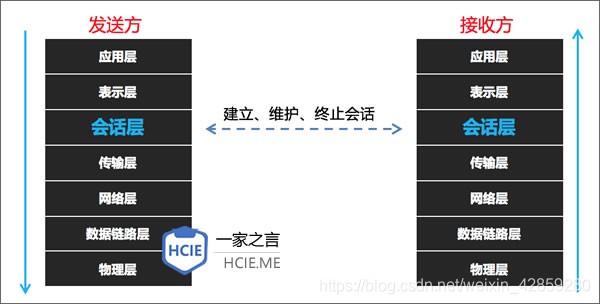 发送方
应用层
表示层
会话层
传输层
网络层
数据链路层
物理层
建立、维护、终止会话
HCIE
一家之言
HCIE.ME
接收方
应用层
表示层
会话层
传输层
网络层
数据链路层
物理层
https://blog.csdn.net/weixin_42859280